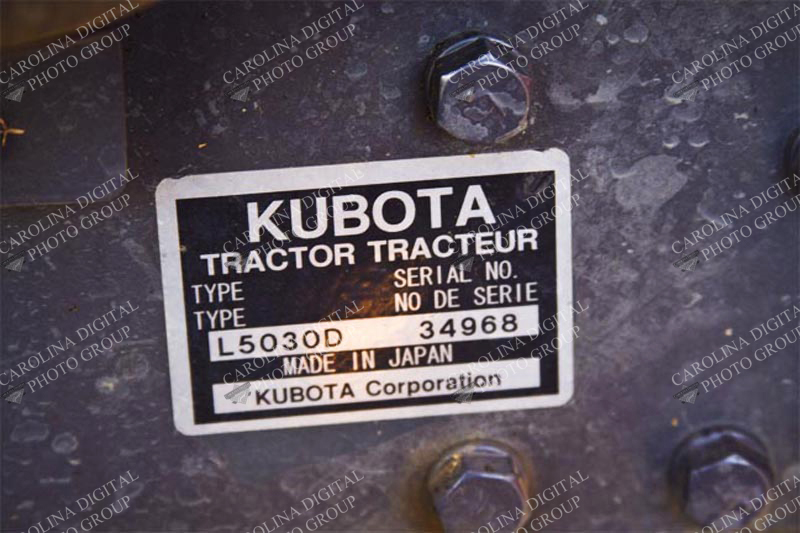 KUBOTA
TRACTOR TRACTEUR
TYPE SERIAL NO.
TYPE NO DE SERIE
L5030D 34968
MADE IN JAPAN
KUBOTA Corporation
CAROLINA DIGITAL
PHOTO GROUP